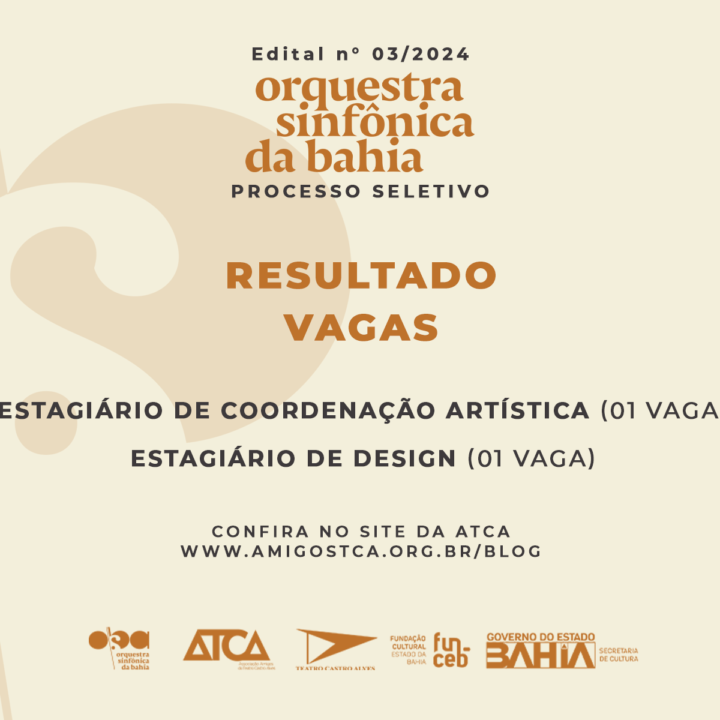 Edital nº 03/2024
orquestra
sinfônica
da bahia
PROCESSO SELETIVO
RESULTADO
VAGAS
ESTAGIÁRIO DE COORDENAÇÃO ARTÍSTICA (01 VAGA
ESTAGIÁRIO DE DESIGN (01 VAGA)
CONFIRA NO SITE DA ATCA
WWW.AMIGOSTCA.ORG.BR/BLOG
orquestra
sinfônica
da bahia
ATCA
TEATRO CASTRO ALVES
FUNDAÇÃO
CULTURAL
ESTADO DA
BAHIA
fun
ceb
GOVERNO DO ESTADO
BAHIA
SECRETARIA
DE CULTURA